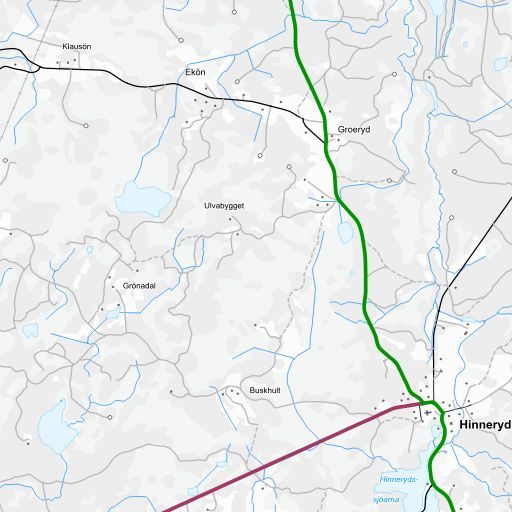 Klausön
Ekön
Groeryd
Ulvabygget
Grönadal
Buskhult
Hinneryd
Hinneryds-
sjöarna